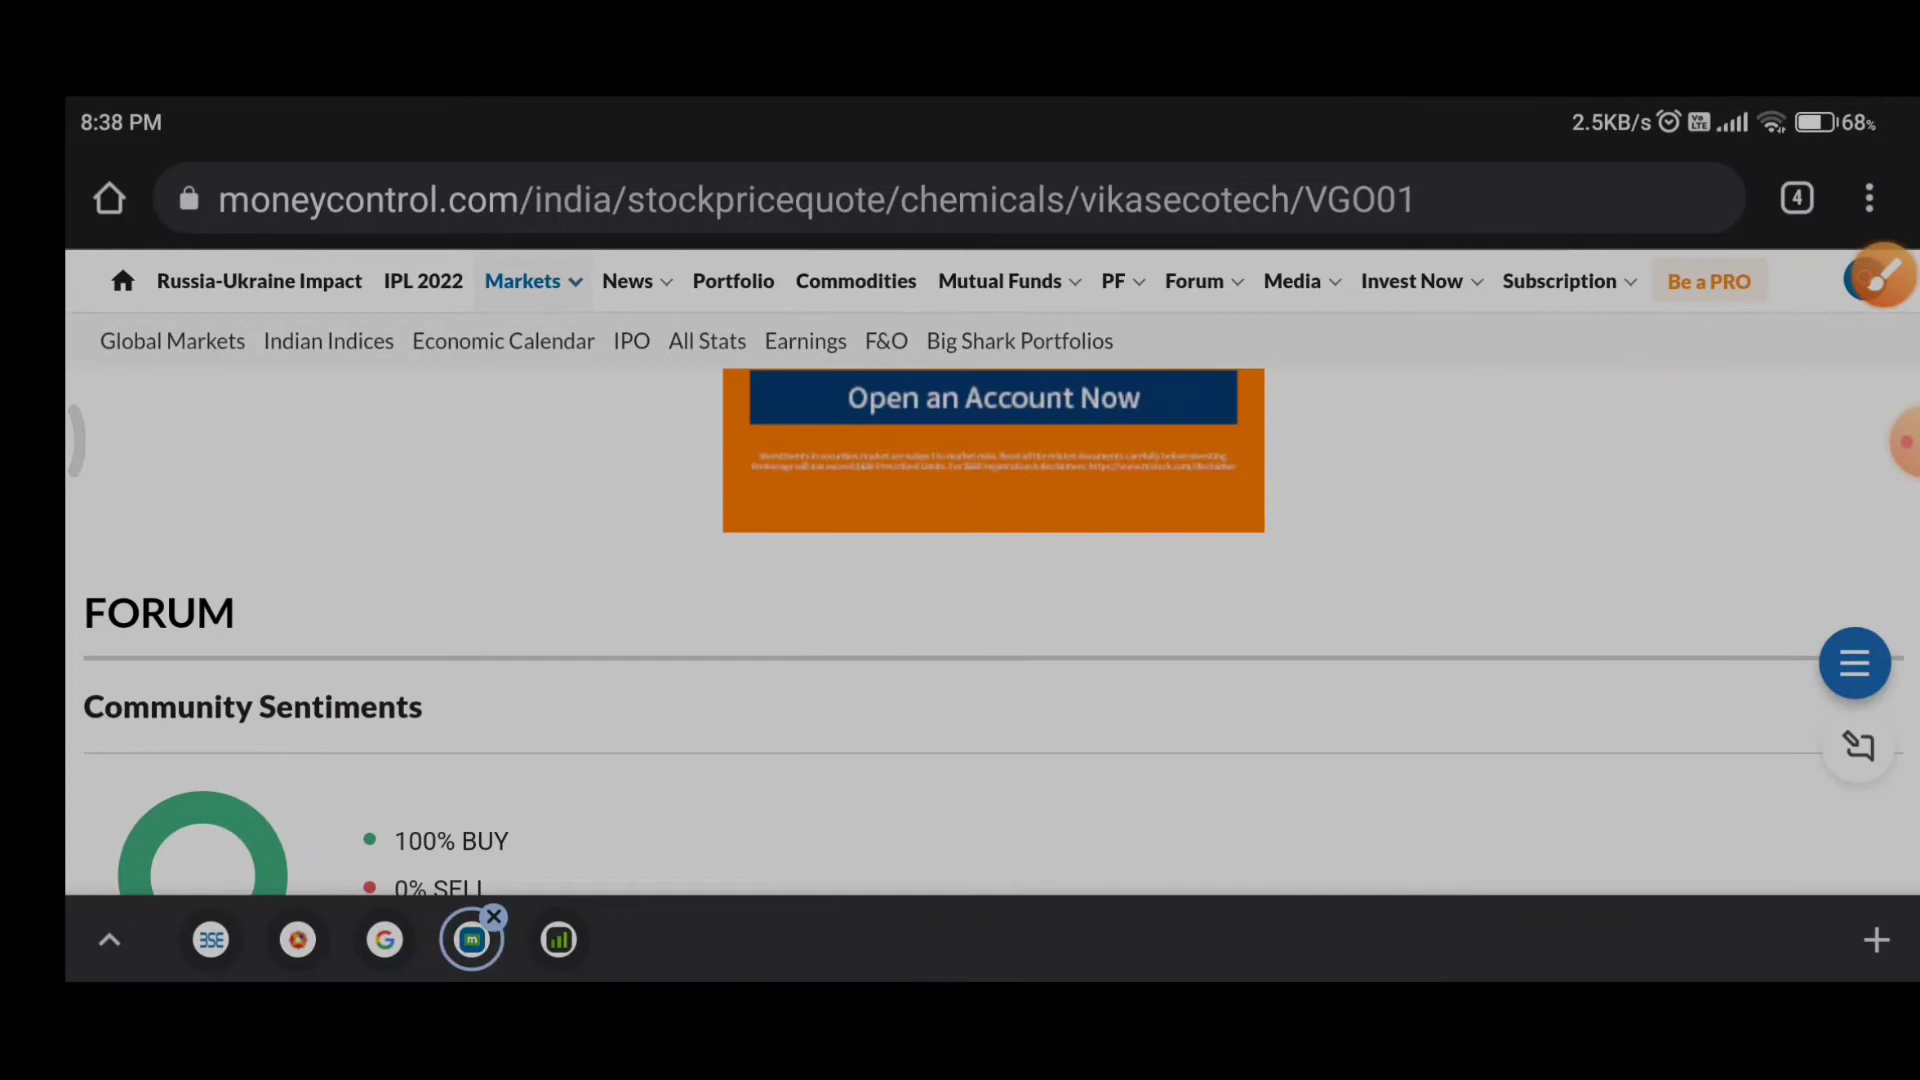 8:38 PM
2.5KB/s Vo LTE 68%
moneycontrol.com/india/stockpricequote/chemicals/vikasecotech/VGO01
4
Russia-Ukraine Impact IPL 2022 Markets News Portfolio Commodities Mutual Funds PF Forum Media Invest Now Subscription Be a PRO
Global Markets Indian Indices Economic Calendar IPO All Stats Earnings F&O Big Shark Portfolios
Open an Account Now
FORUM
Community Sentiments
100% BUY
0% SELL
BSE G m